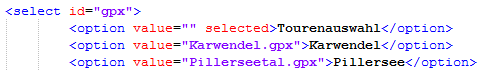 <select id="gpx">
<option value="" selected>Tourenauswahl</option>
<option value="Karwendel.gpx">Karwendel</option>
<option value="Pillerseetal.gpx">Pillersee</option>